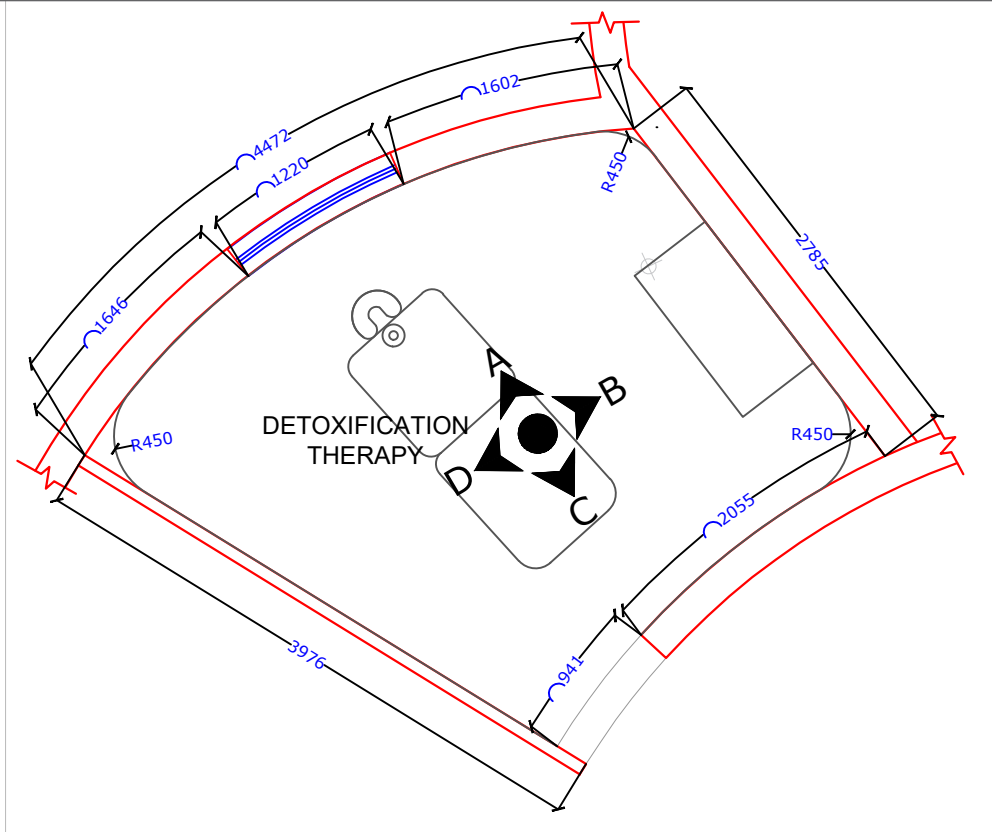 1602
4472
1220
R450
2785
1646
A
B
DETOXIFICATION
THERAPY
R450
R450
D
C
2055
941
3976